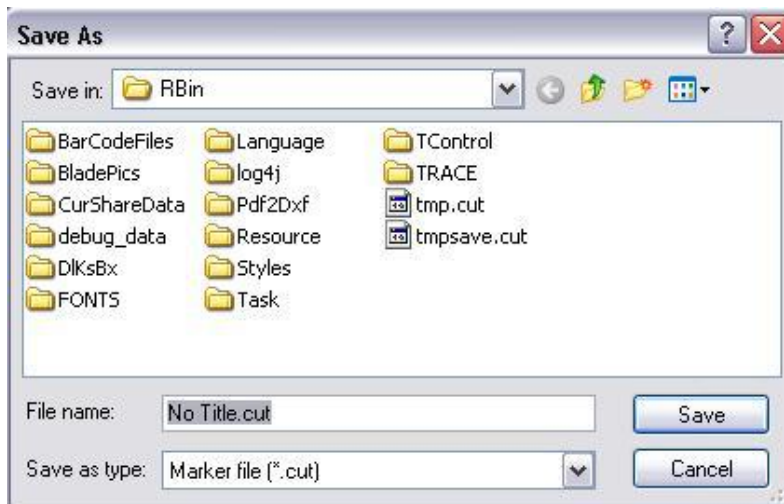 Save As
Save in: RBin
BarCodeFiles Language TControl
BladePics log4j TRACE
CurShareData Pdf2Dxf tmp.cut
debug_data Resource tmpsave.cut
DlKsBx Styles
FONTS Task
File name: No Title.cut Save
Save as type: Marker file (*.cut) Cancel